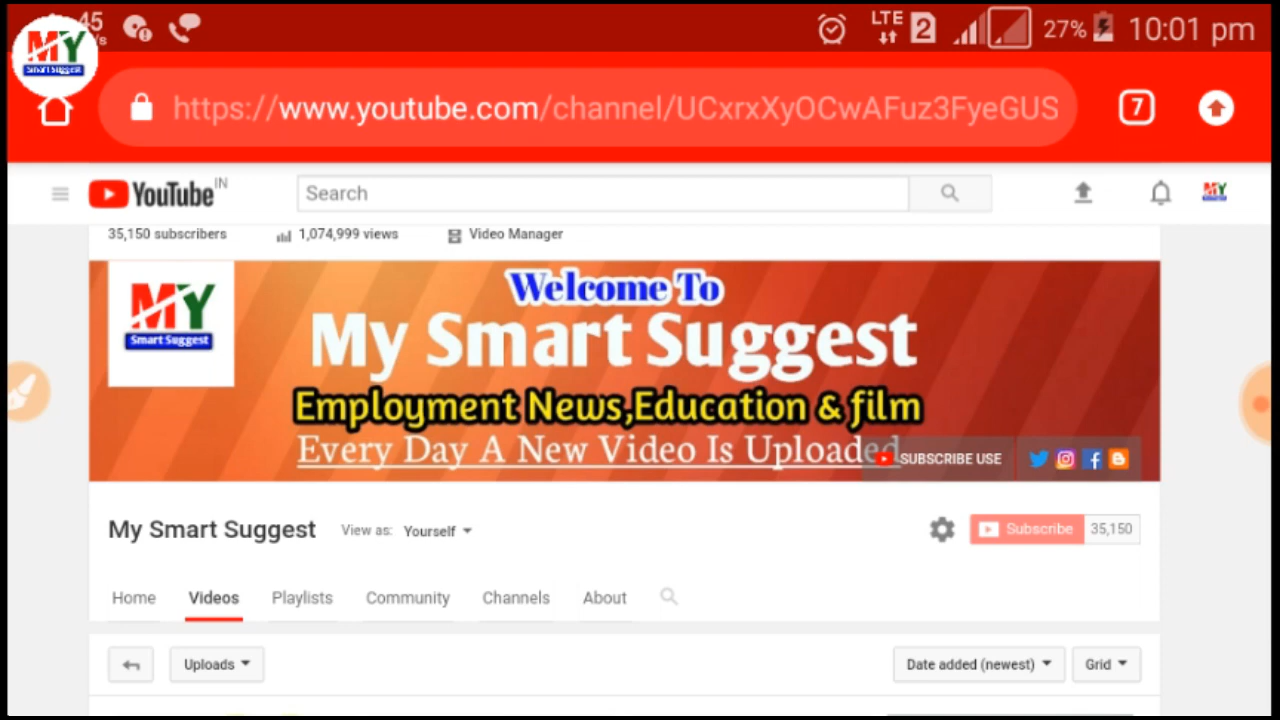 45
LTE 2 27% 10:01 pm
MY
Smart Suggest
https://www.youtube.com/channel/UCxrxXyOCwAFuz3FyeGUS
7
YouTube IN
Search
MY
35,150 subscribers 1,074,999 views Video Manager
MY
Smart Suggest
Welcome To
My Smart Suggest
Employment News,Education & film
Every Day A New Video Is Uploaded
SUBSCRIBE USE
My Smart Suggest View as: Yourself
Subscribe 35,150
Home Videos Playlists Community Channels About
Uploads Date added (newest) Grid